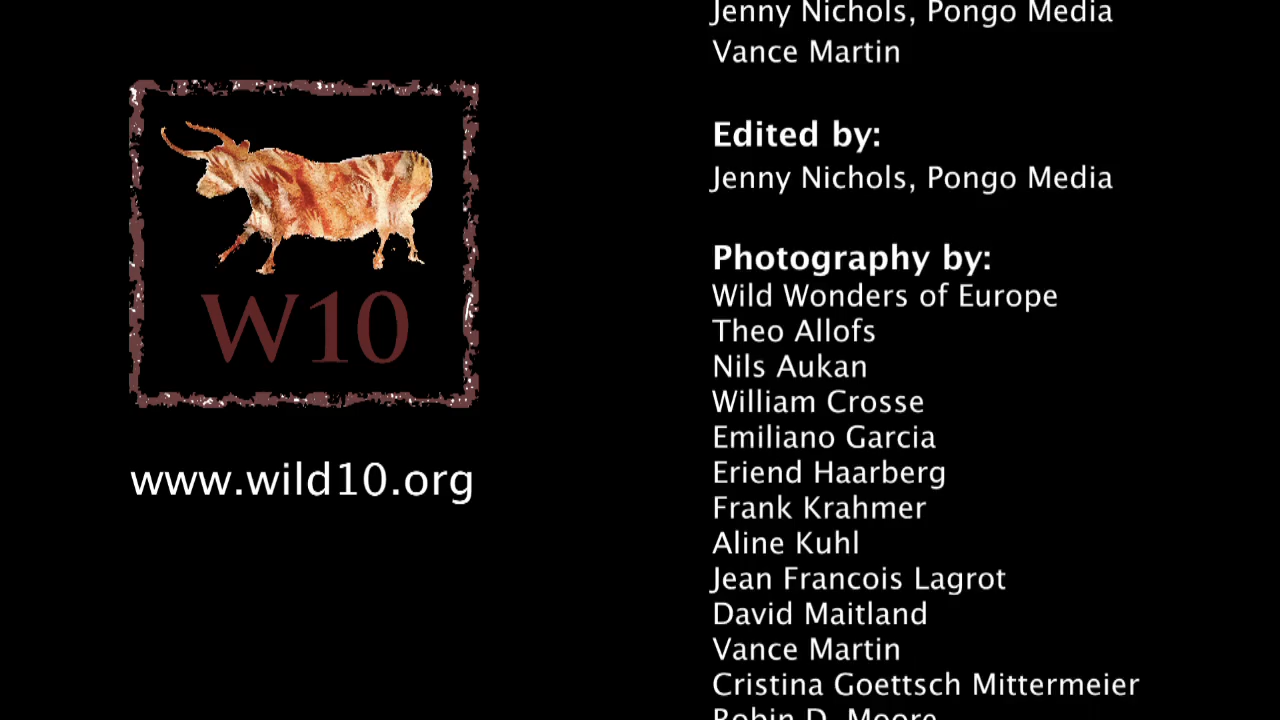 W10
www.wild10.org
Jenny Nichols, Pongo Media
Vance Martin
Edited by:
Jenny Nichols, Pongo Media
Photography by:
Wild Wonders of Europe
Theo Allofs
Nils Aukan
William Crosse
Emiliano Garcia
Eriend Haarberg
Frank Krahmer
Aline Kuhl
Jean Francois Lagrot
David Maitland
Vance Martin
Cristina Goettsch Mittermeier
Robin D. Moore